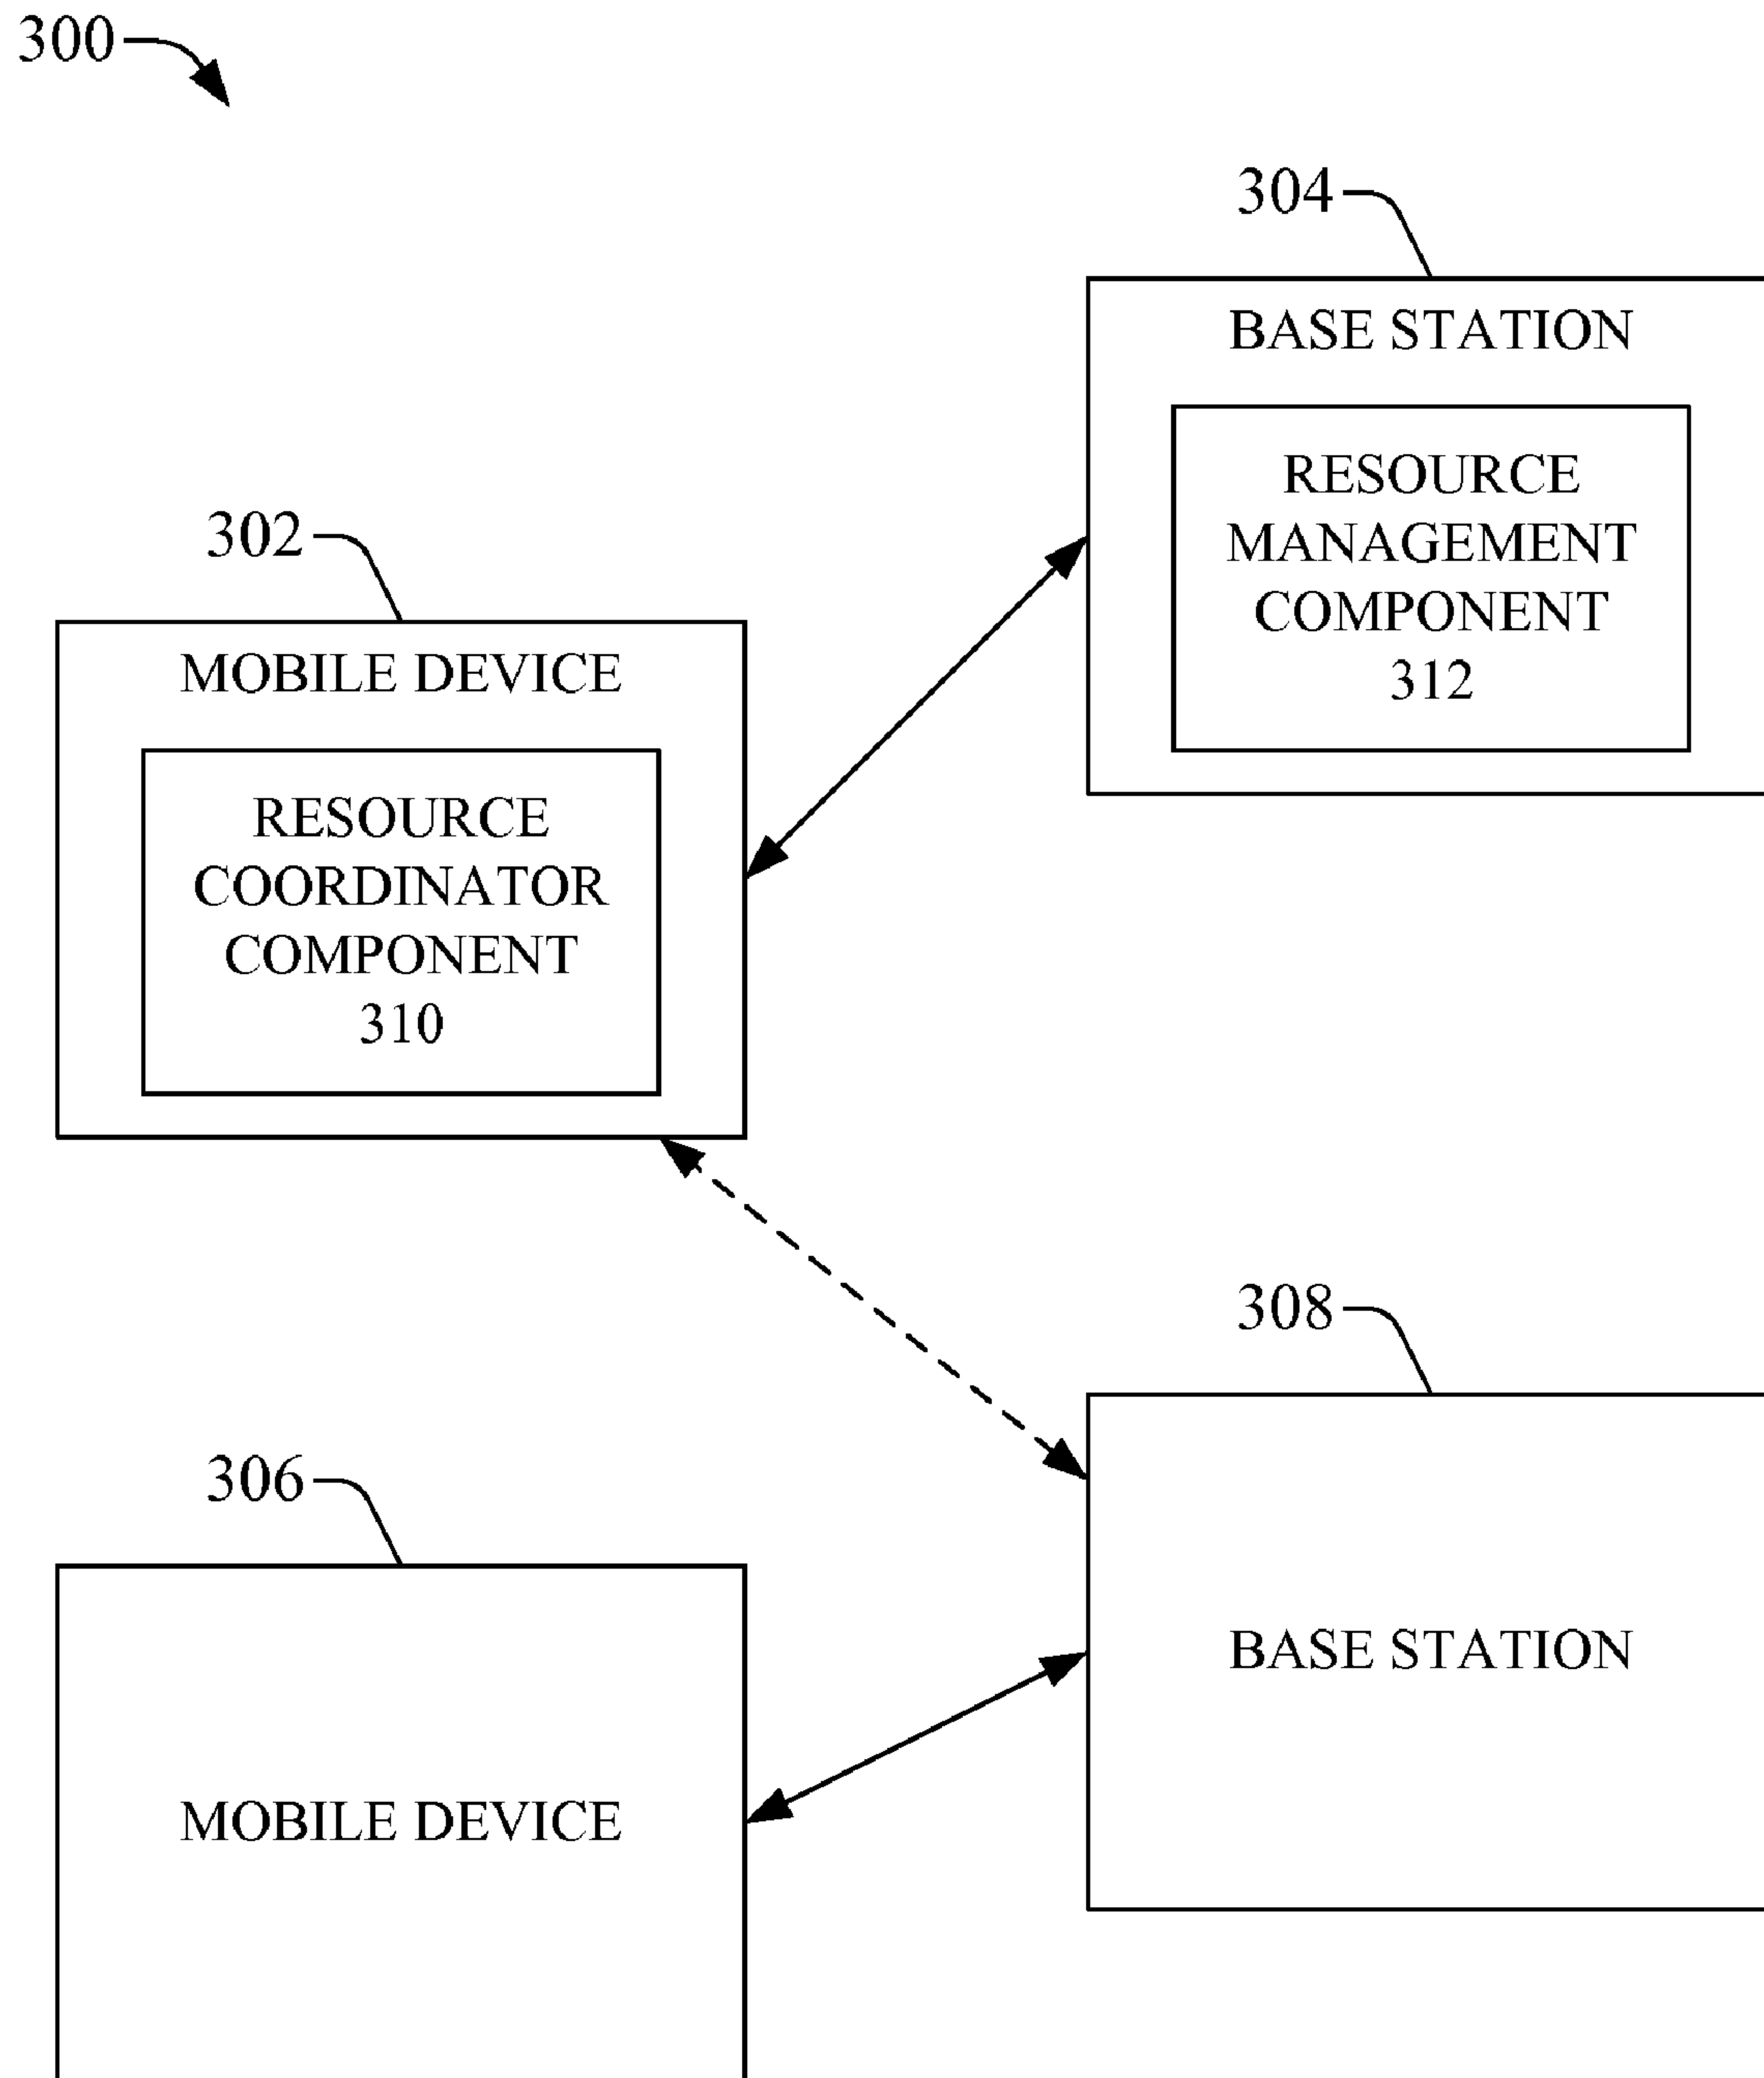 300
304
BASE STATION
RESOURCE
MANAGEMENT
COMPONENT
312
302
MOBILE DEVICE
RESOURCE
COORDINATOR
COMPONENT
310
308
BASE STATION
306
MOBILE DEVICE